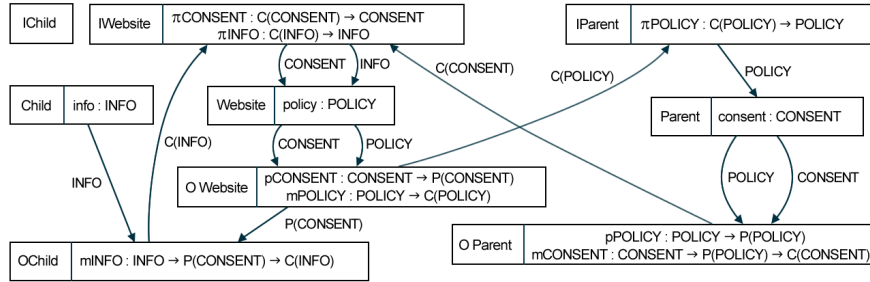 IChild
IWebsite
πCONSENT : C(CONSENT) → CONSENT
πINFO : C(INFO) → INFO
IParent
πPOLICY : C(POLICY) → POLICY
CONSENT
INFO
C(CONSENT)
C(POLICY)
POLICY
Child
info : INFO
Website
policy : POLICY
Parent
consent : CONSENT
C(INFO)
CONSENT
POLICY
INFO
O Website
pCONSENT : CONSENT → P(CONSENT)
mPOLICY : POLICY → C(POLICY)
POLICY
CONSENT
P(CONSENT)
OChild
mINFO : INFO → P(CONSENT) → C(INFO)
O Parent
pPOLICY : POLICY → P(POLICY)
mCONSENT : CONSENT → P(POLICY) → C(CONSENT)